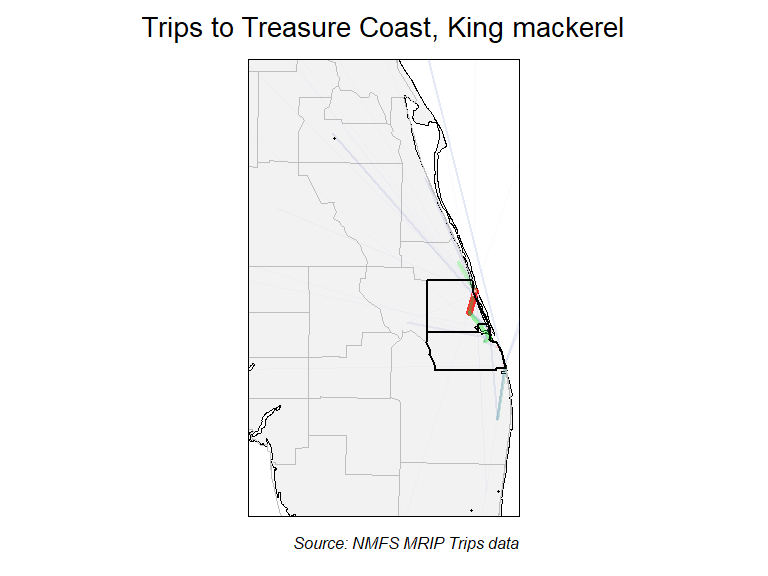 Trips to Treasure Coast, King mackerel
Source: NMFS MRIP Trips data